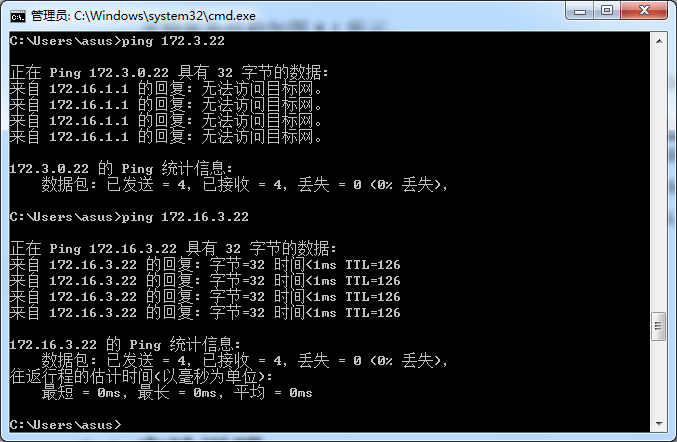 管理员: C:\Windows\system32\cmd.exe
C:\Users\asus>ping 172.3.22
正在 Ping 172.3.0.22 具有 32 字节的数据:
来自 172.16.1.1 的回复: 无法访问目标网。
来自 172.16.1.1 的回复: 无法访问目标网。
来自 172.16.1.1 的回复: 无法访问目标网。
来自 172.16.1.1 的回复: 无法访问目标网。
172.3.0.22 的 Ping 统计信息:
数据包: 已发送 = 4, 已接收 = 4, 丢失 = 0 (0% 丢失),
C:\Users\asus>ping 172.16.3.22
正在 Ping 172.16.3.22 具有 32 字节的数据:
来自 172.16.3.22 的回复: 字节=32 时间<1ms TTL=126
来自 172.16.3.22 的回复: 字节=32 时间<1ms TTL=126
来自 172.16.3.22 的回复: 字节=32 时间<1ms TTL=126
来自 172.16.3.22 的回复: 字节=32 时间<1ms TTL=126
172.16.3.22 的 Ping 统计信息:
数据包: 已发送 = 4, 已接收 = 4, 丢失 = 0 (0% 丢失),
往返行程的估计时间(以毫秒为单位):
最短 = 0ms, 最长 = 0ms, 平均 = 0ms
C:\Users\asus>